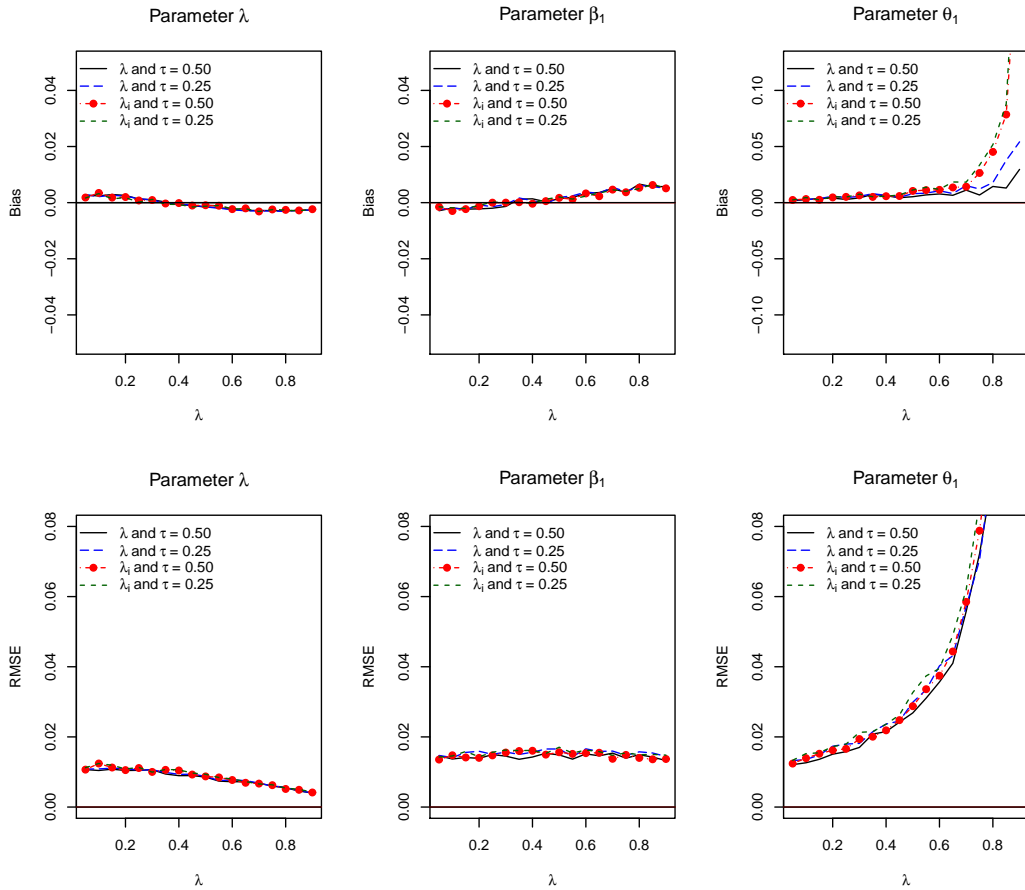 Parameter λ
Bias
0.04
0.02
0.00
−0.02
−0.04
λ and τ = 0.50
λ and τ = 0.25
λi and τ = 0.50
λi and τ = 0.25
0.2 0.4 0.6 0.8
λ
Parameter β1
Bias
0.04
0.02
0.00
−0.02
−0.04
λ and τ = 0.50
λ and τ = 0.25
λi and τ = 0.50
λi and τ = 0.25
0.2 0.4 0.6 0.8
λ
Parameter θ1
Bias
0.10
0.05
0.00
−0.05
−0.10
λ and τ = 0.50
λ and τ = 0.25
λi and τ = 0.50
λi and τ = 0.25
0.2 0.4 0.6 0.8
λ
Parameter λ
RMSE
0.08
0.06
0.04
0.02
0.00
λ and τ = 0.50
λ and τ = 0.25
λi and τ = 0.50
λi and τ = 0.25
0.2 0.4 0.6 0.8
λ
Parameter β1
RMSE
0.08
0.06
0.04
0.02
0.00
λ and τ = 0.50
λ and τ = 0.25
λi and τ = 0.50
λi and τ = 0.25
0.2 0.4 0.6 0.8
λ
Parameter θ1
RMSE
0.08
0.06
0.04
0.02
0.00
λ and τ = 0.50
λ and τ = 0.25
λi and τ = 0.50
λi and τ = 0.25
0.2 0.4 0.6 0.8
λ